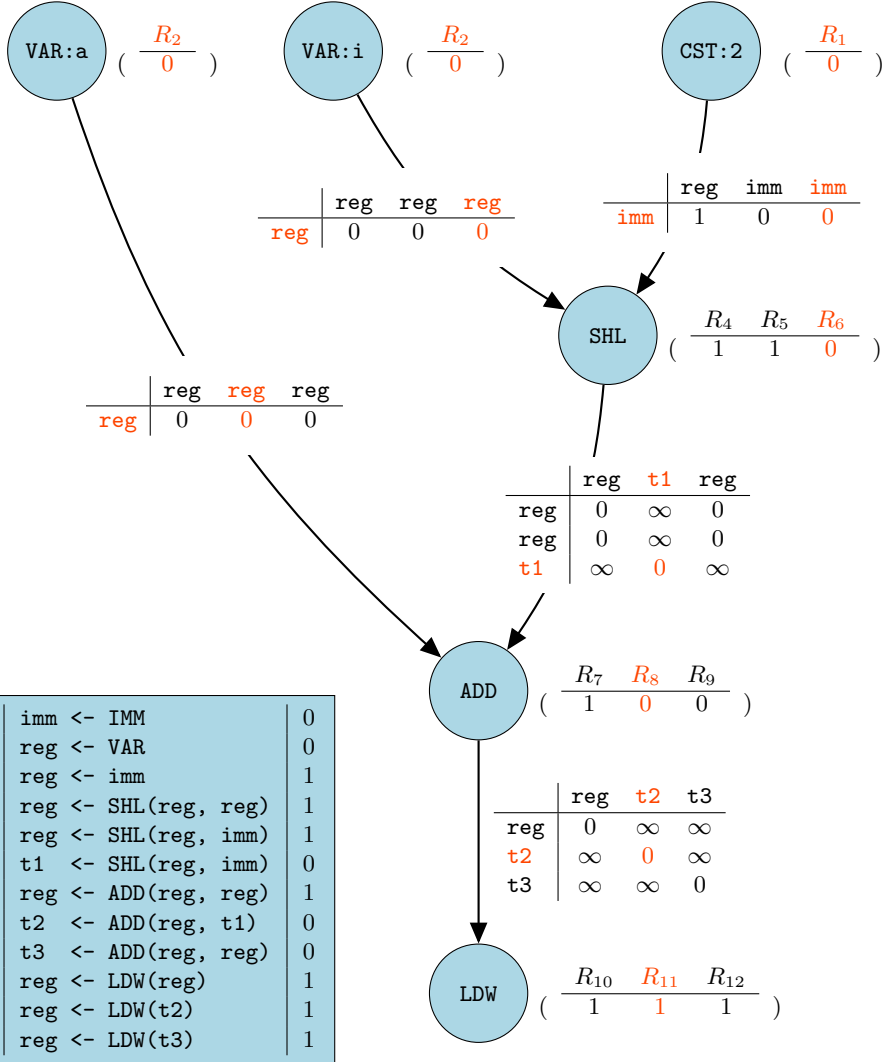 VAR:a ( R2 )
0
VAR:i ( R2 )
0
CST:2 ( R1 )
0
reg reg reg
reg 0 0 0
reg imm imm
imm 1 0 0
SHL ( R4 R5 R6 )
1 1 0
reg reg reg
reg 0 0 0
reg t1 reg
reg 0 ∞ 0
reg 0 ∞ 0
t1 ∞ 0 ∞
ADD ( R7 R8 R9 )
1 0 0
imm <- IMM 0
reg <- VAR 0
reg <- imm 1
reg <- SHL(reg, reg) 1
reg <- SHL(reg, imm) 1
t1 <- SHL(reg, imm) 0
reg <- ADD(reg, reg) 1
t2 <- ADD(reg, t1) 0
t3 <- ADD(reg, reg) 0
reg <- LDW(reg) 1
reg <- LDW(t2) 1
reg <- LDW(t3) 1
reg t2 t3
reg 0 ∞ ∞
t2 ∞ 0 ∞
t3 ∞ ∞ 0
LDW ( R10 R11 R12 )
1 1 1